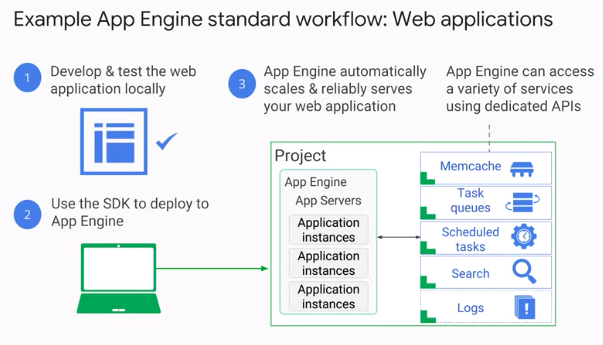 Example App Engine standard workflow: Web applications
1
Develop & test the web
application locally
2
Use the SDK to deploy to
App Engine
3
App Engine automatically
scales & reliably serves
your web application
App Engine can access
a variety of services
using dedicated APIs
Project
App Engine
App Servers
Application
instances
Application
instances
Application
instances
Memcache
Task
queues
Scheduled
tasks
Search
Logs